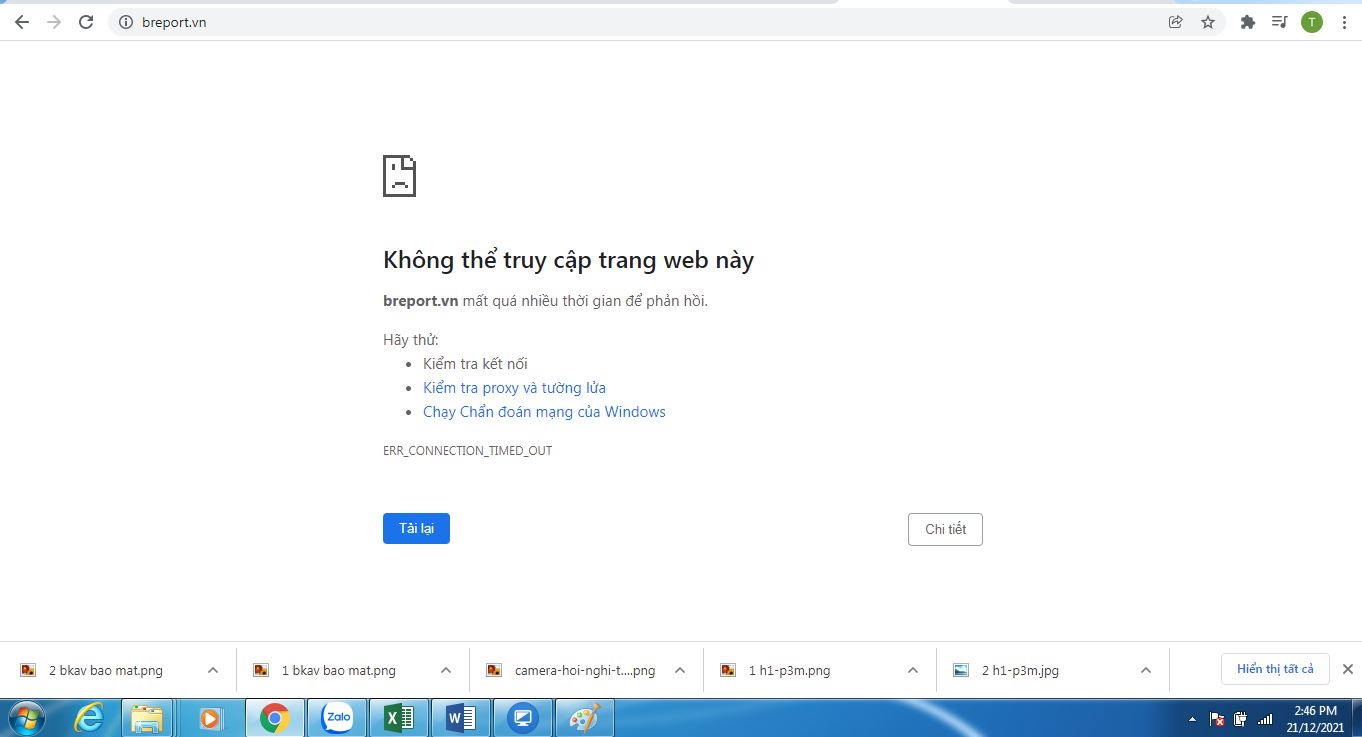 breport.vn
T
Không thể truy cập trang web này
breport.vn mất quá nhiều thời gian để phản hồi.
Hãy thử:
Kiểm tra kết nối
Kiểm tra proxy và tường lửa
Chạy Chẩn đoán mạng của Windows
ERR_CONNECTION_TIMED_OUT
Tải lại
Chi tiết
2 bkav bao mat.png
1 bkav bao mat.png
camera-hoi-nghi-t....png
1 h1-p3m.png
2 h1-p3m.jpg
Hiển thị tất cả
Zalo
2:46 PM
21/12/2021